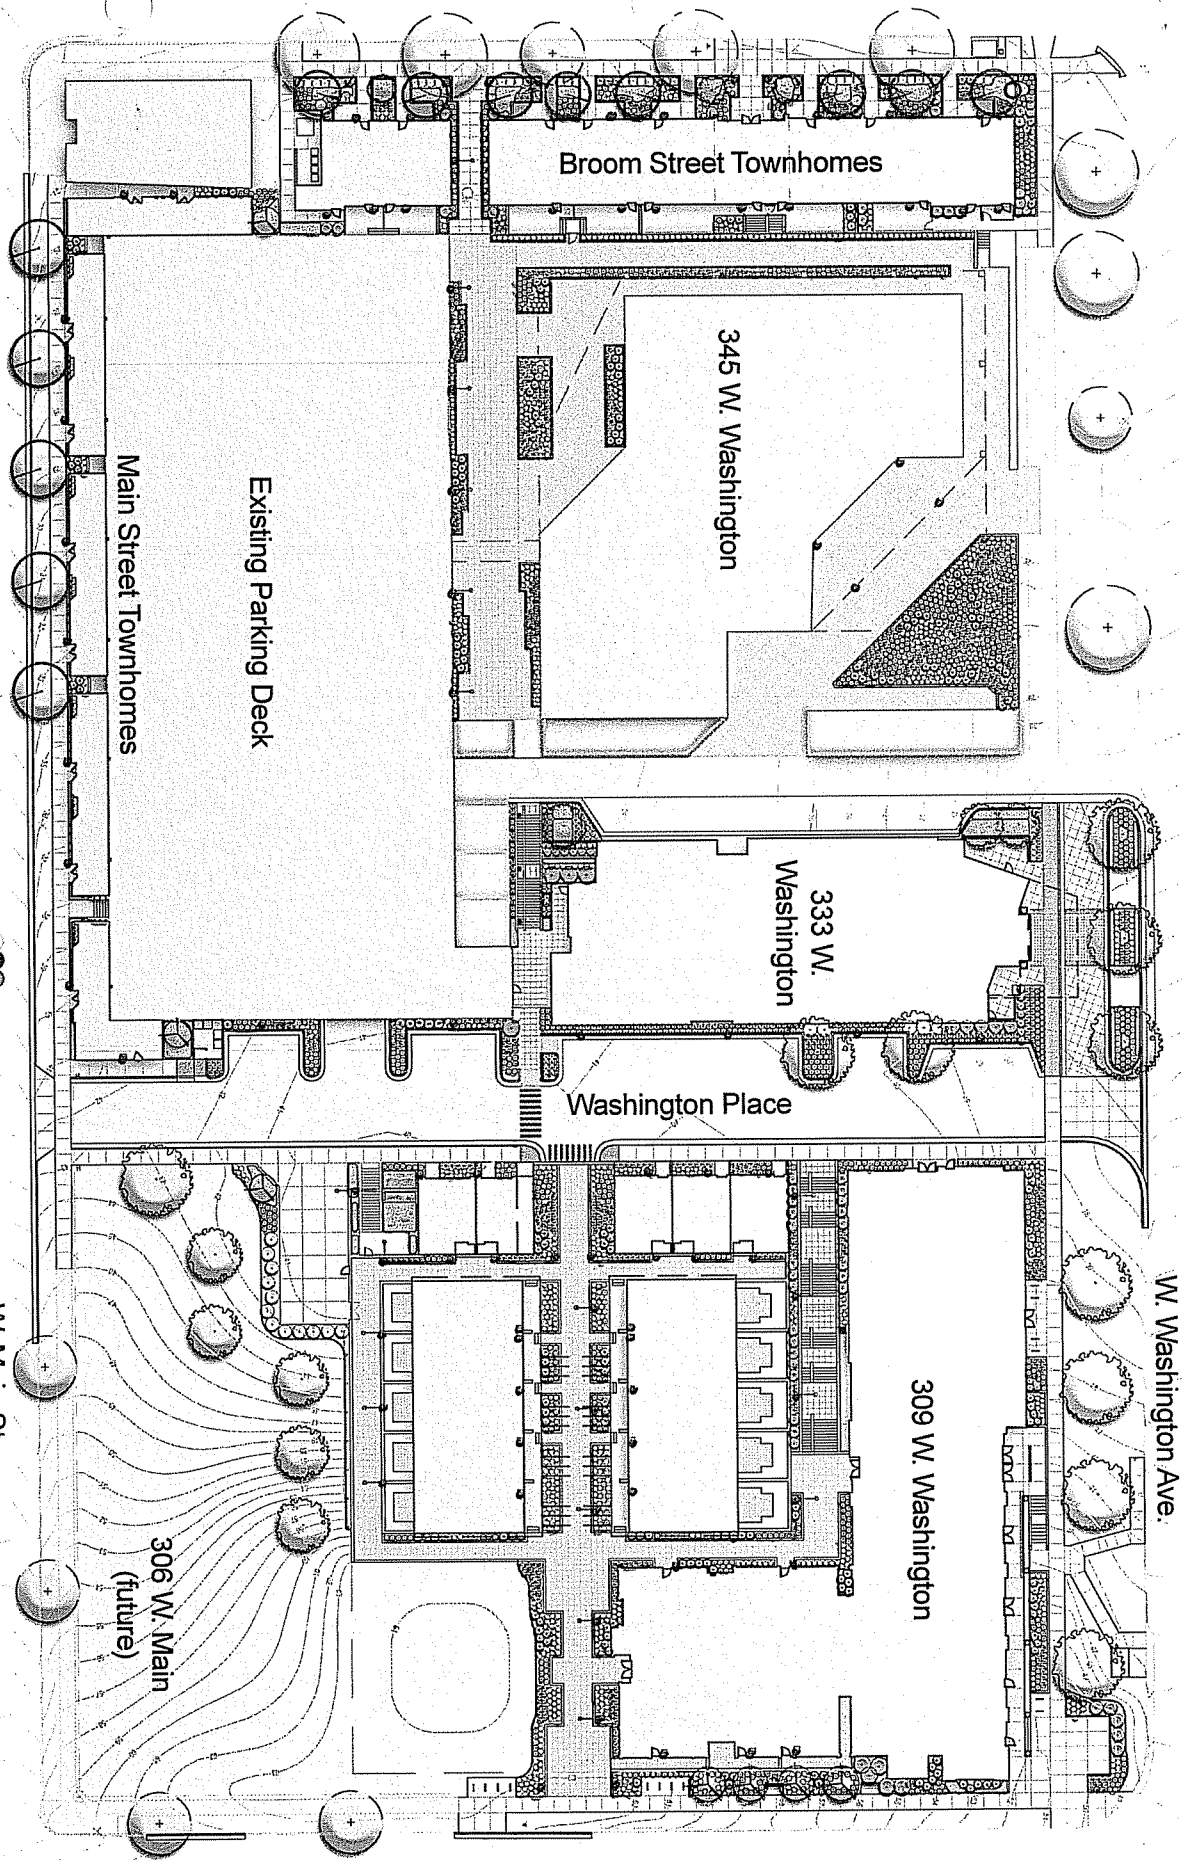 Broom Street Townhomes
345 W. Washington
Existing Parking Deck
Main Street Townhomes
333 W.
Washington
Washington Place
W. Washington Ave.
309 W. Washington
306 W. Main
(future)